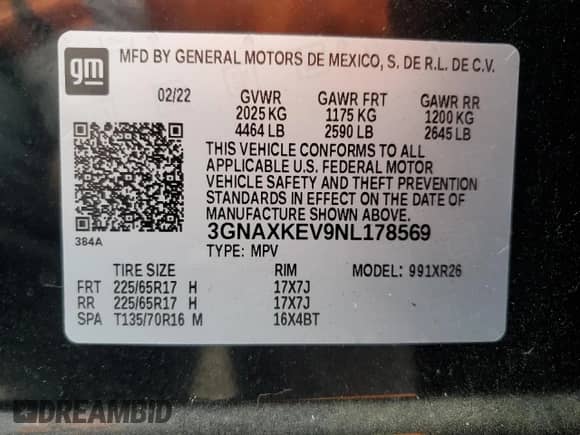 gm
MFD BY GENERAL MOTORS DE MEXICO, S. DE R.L. DE C.V.
02/22 GVWR GAWR FRT GAWR RR
2025 KG 1175 KG 1200 KG
4464 LB 2590 LB 2645 LB
THIS VEHICLE CONFORMS TO ALL
APPLICABLE U.S. FEDERAL MOTOR
VEHICLE SAFETY AND THEFT PREVENTION
STANDARDS IN EFFECT ON THE DATE OF
MANUFACTURE SHOWN ABOVE.
384A
3GNAXKEV9NL178569
TYPE: MPV
TIRE SIZE RIM MODEL: 991XR26
FRT 225/65R17 H 17X7J
RR 225/65R17 H 17X7J
SPA T135/70R16 M 16X4BT
DREAMBID